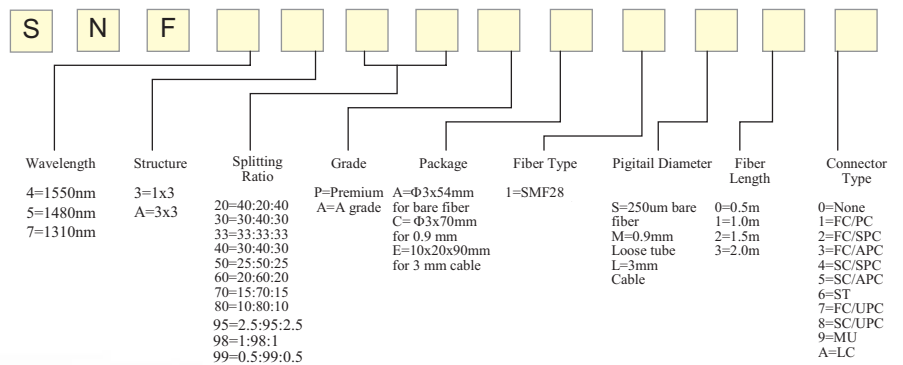 S N F
Wavelength
4=1550nm
5=1480nm
7=1310nm
Structure
3=1x3
A=3x3
Splitting
Ratio
20=40:20:40
30=30:40:30
33=33:33:33
40=30:40:30
50=25:50:25
60=20:60:20
70=15:70:15
80=10:80:10
95=2.5:95:2.5
98=1:98:1
99=0.5:99:0.5
Grade
P=Premium
A=A grade
Package
A=Φ3x54mm
for bare fiber
C= Φ3x70mm
for 0.9 mm
E=10x20x90mm
for 3 mm cable
Fiber Type
1=SMF28
Pigitail Diameter
S=250um bare
fiber
M=0.9mm
Loose tube
L=3mm
Cable
Fiber
Length
0=0.5m
1=1.0m
2=1.5m
3=2.0m
Connector
Type
0=None
1=FC/PC
2=FC/SPC
3=FC/APC
4=SC/SPC
5=SC/APC
6=ST
7=FC/UPC
8=SC/UPC
9=MU
A=LC